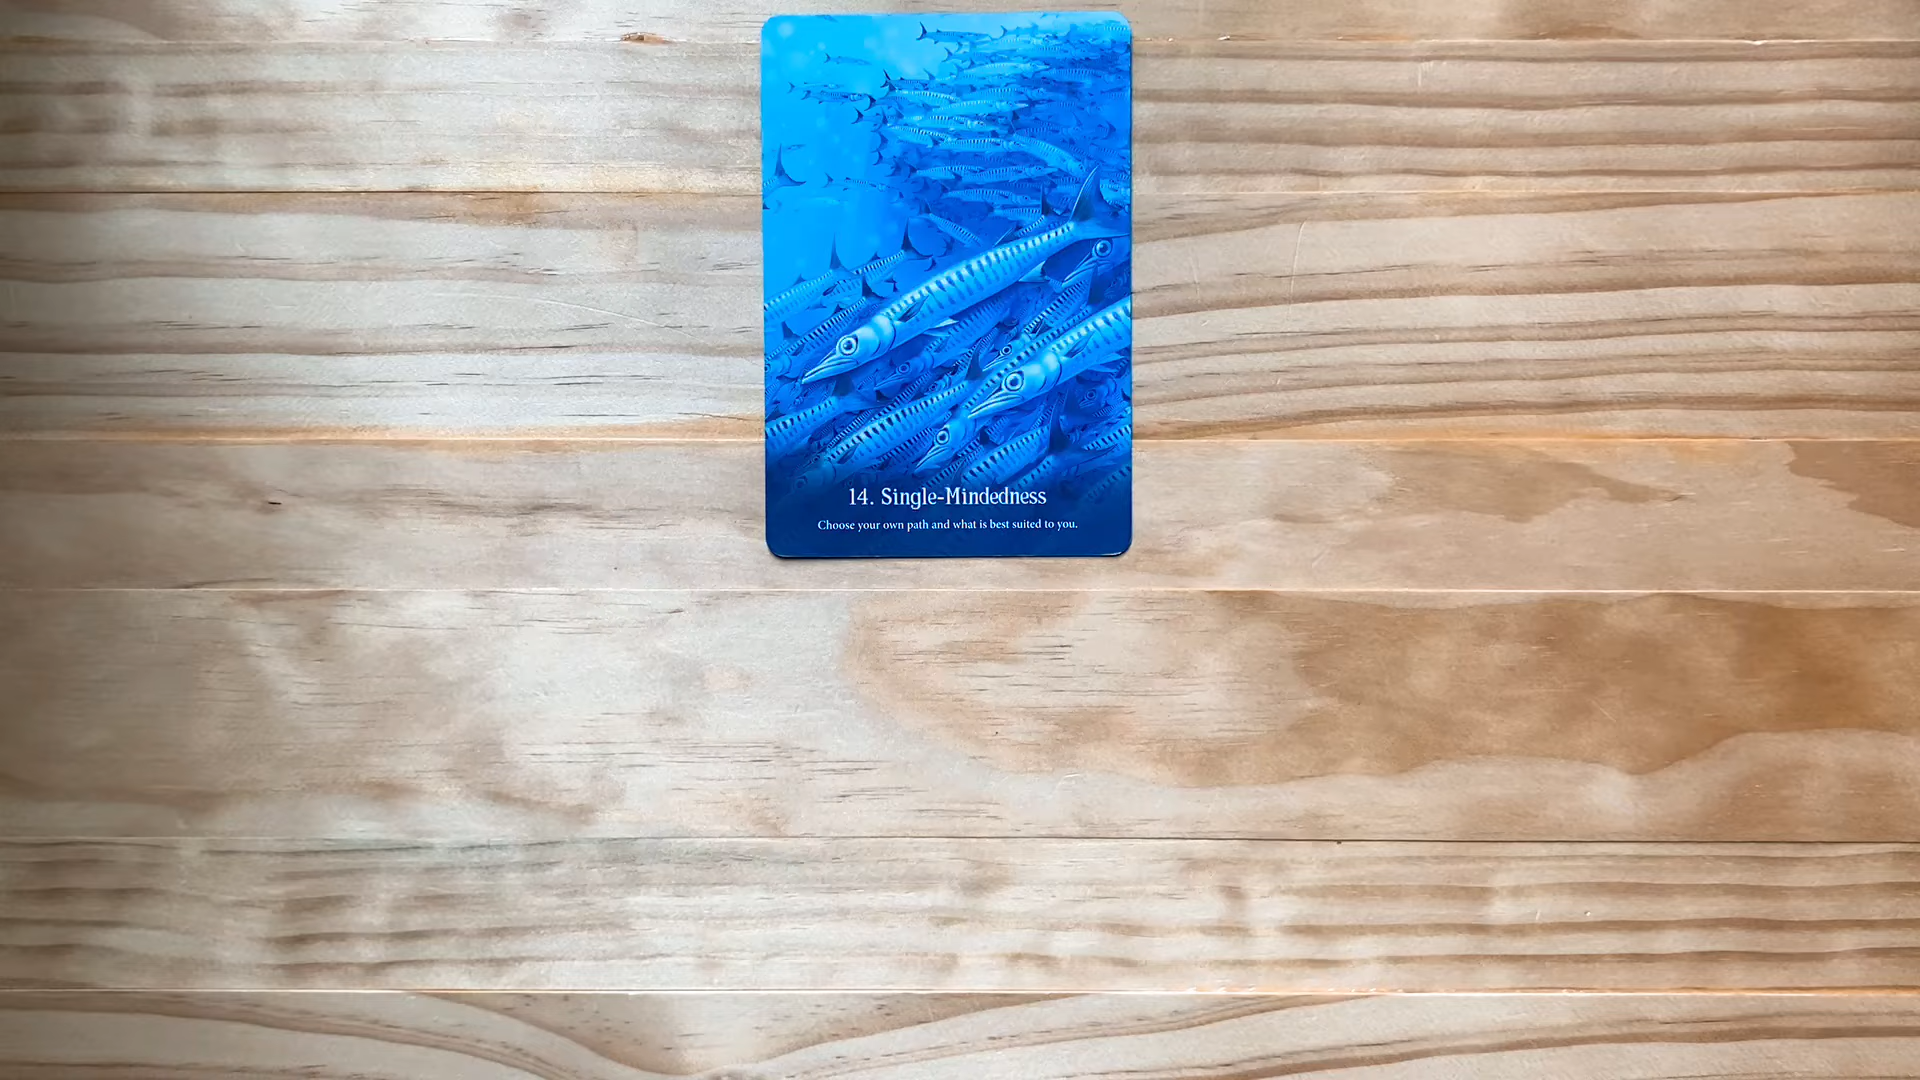 14. Single-Mindedness
Choose your own path and what is best suited to you.